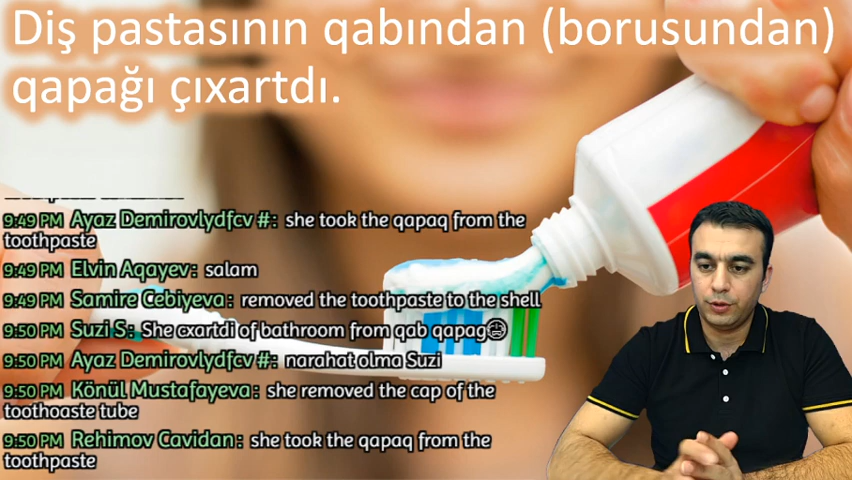 Diş pastasının qabından (borusundan)
qapağı çıxartdı.
9:49 PM Ayaz Demirovlydfcv #: she took the qapaq from the
toothpaste
9:49 PM Elvin Aqayev: salam
9:49 PM Samire Cebiyeva: removed the toothpaste to the shell
9:50 PM Suzi S: She cxartdi of bathroom from qab qapag😩
9:50 PM Ayaz Demirovlydfcv #: narahat olma Suzi
9:50 PM Könül Mustafayeva: she removed the cap of the
toothoaste tube
9:50 PM Rehimov Cavidan: she took the qapaq from the
toothpaste